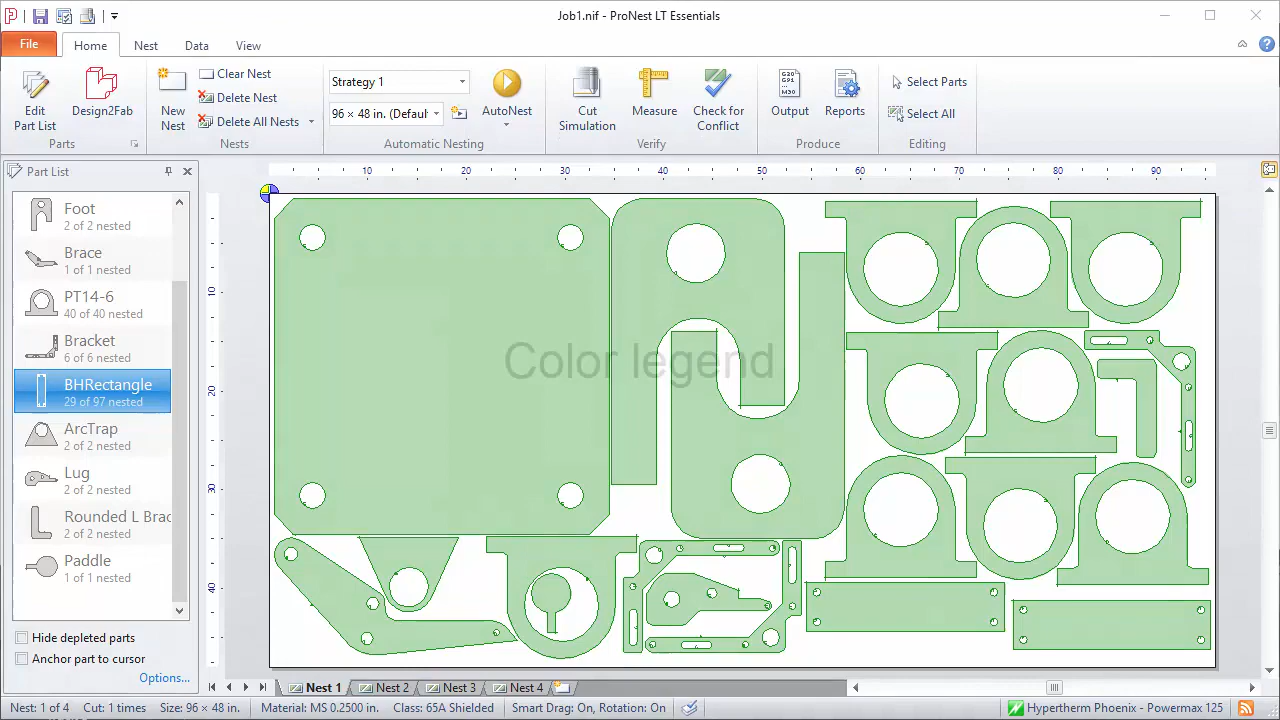 Job1.nif - ProNest LT Essentials
File
Home
Nest
Data
View
Edit
Part List
Design2Fab
Parts
New
Nest
Clear Nest
Delete Nest
Delete All Nests
Nests
Strategy 1
96 × 48 in. (Defaul
AutoNest
Automatic Nesting
Cut
Simulation
Measure
Check for
Conflict
Verify
G20
G91
M30
Output
Reports
Produce
Select Parts
Select All
Editing
Part List
Foot
2 of 2 nested
Brace
1 of 1 nested
PT14-6
40 of 40 nested
Bracket
6 of 6 nested
BHRectangle
29 of 97 nested
ArcTrap
2 of 2 nested
Lug
2 of 2 nested
Rounded L Brac
2 of 2 nested
Paddle
1 of 1 nested
Hide depleted parts
Anchor part to cursor
Options...
10 20 30 40 50 60 70 80 90
10
20
30
40
Color legend
Nest 1 Nest 2 Nest 3 Nest 4
Nest: 1 of 4 Cut: 1 times Size: 96 × 48 in. Material: MS 0.2500 in. Class: 65A Shielded Smart Drag: On, Rotation: On Hypertherm Phoenix - Powermax 125